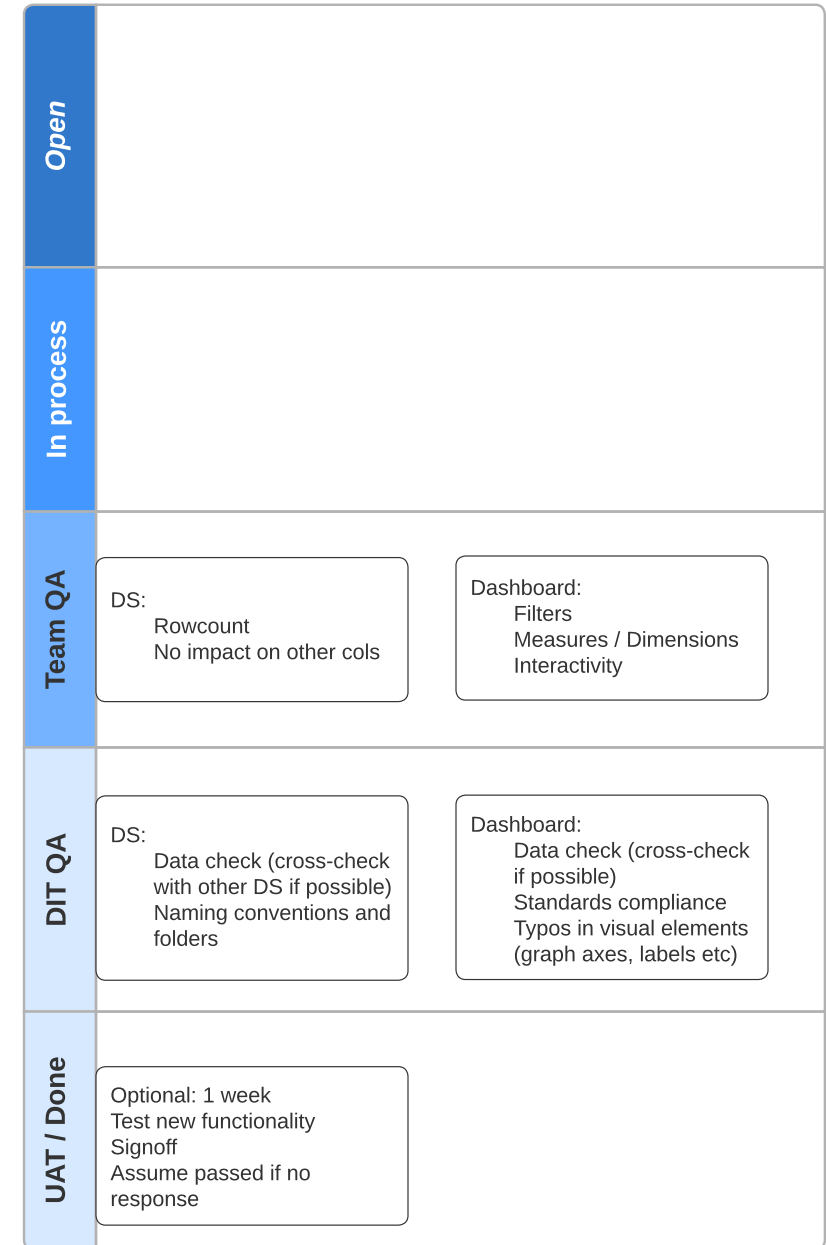 Open
In process
Team QA
DS:
Rowcount
No impact on other cols
Dashboard:
Filters
Measures / Dimensions
Interactivity
DIT QA
DS:
Data check (cross-check
with other DS if possible)
Naming conventions and
folders
Dashboard:
Data check (cross-check
if possible)
Standards compliance
Typos in visual elements
(graph axes, labels etc)
UAT / Done
Optional: 1 week
Test new functionality
Signoff
Assume passed if no
response